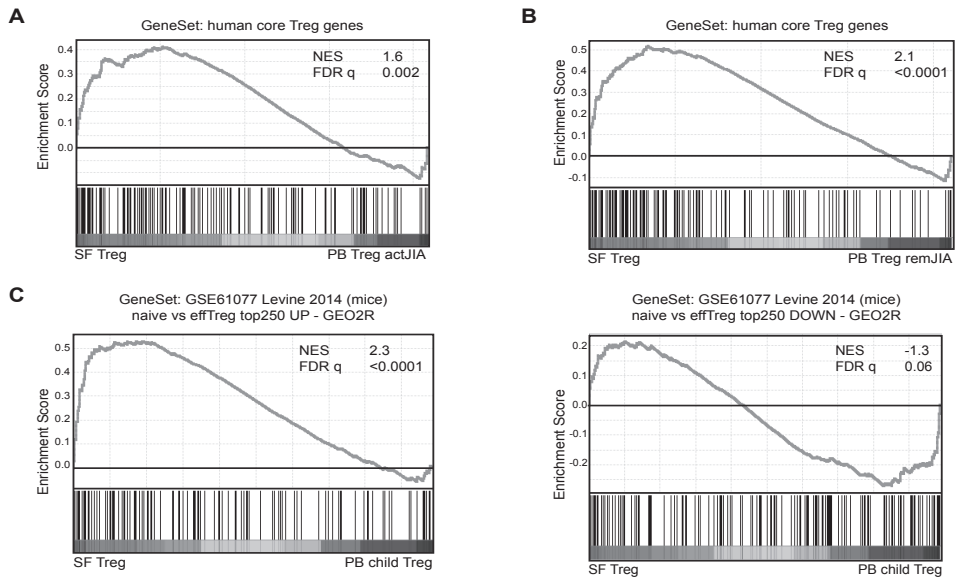 A
GeneSet: human core Treg genes
Enrichment Score
0.4
0.3
0.2
0.1
0.0
NES 1.6
FDR q 0.002
SF Treg
PB Treg actJIA
B
GeneSet: human core Treg genes
Enrichment Score
0.5
0.4
0.3
0.2
0.1
0.0
-0.1
NES 2.1
FDR q <0.0001
SF Treg
PB Treg remJIA
C
GeneSet: GSE61077 Levine 2014 (mice)
naive vs effTreg top250 UP - GEO2R
Enrichment Score
0.5
0.4
0.3
0.2
0.1
0.0
NES 2.3
FDR q <0.0001
SF Treg
PB child Treg
GeneSet: GSE61077 Levine 2014 (mice)
naive vs effTreg top250 DOWN - GEO2R
Enrichment Score
0.2
0.1
0.0
-0.1
-0.2
NES -1.3
FDR q 0.06
SF Treg
PB child Treg